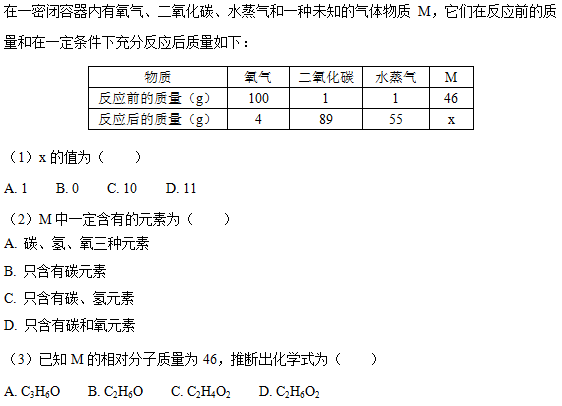 在一密闭容器内有氧气、二氧化碳、水蒸气和一种未知的气体物质 M，它们在反应前的质
量和在一定条件下充分反应后质量如下：
物质 氧气 二氧化碳 水蒸气 M
反应前的质量（g） 100 1 1 46
反应后的质量（g） 4 89 55 x
（1）x 的值为（　　）
A. 1 B. 0 C. 10 D. 11
（2）M 中一定含有的元素为（　　）
A. 碳、氢、氧三种元素
B. 只含有碳元素
C. 只含有碳、氢元素
D. 只含有碳和氧元素
（3）已知 M 的相对分子质量为 46，推断出化学式为（　　）
A. C₃H₆O B. C₂H₆O C. C₂H₄O₂ D. C₂H₆O₂